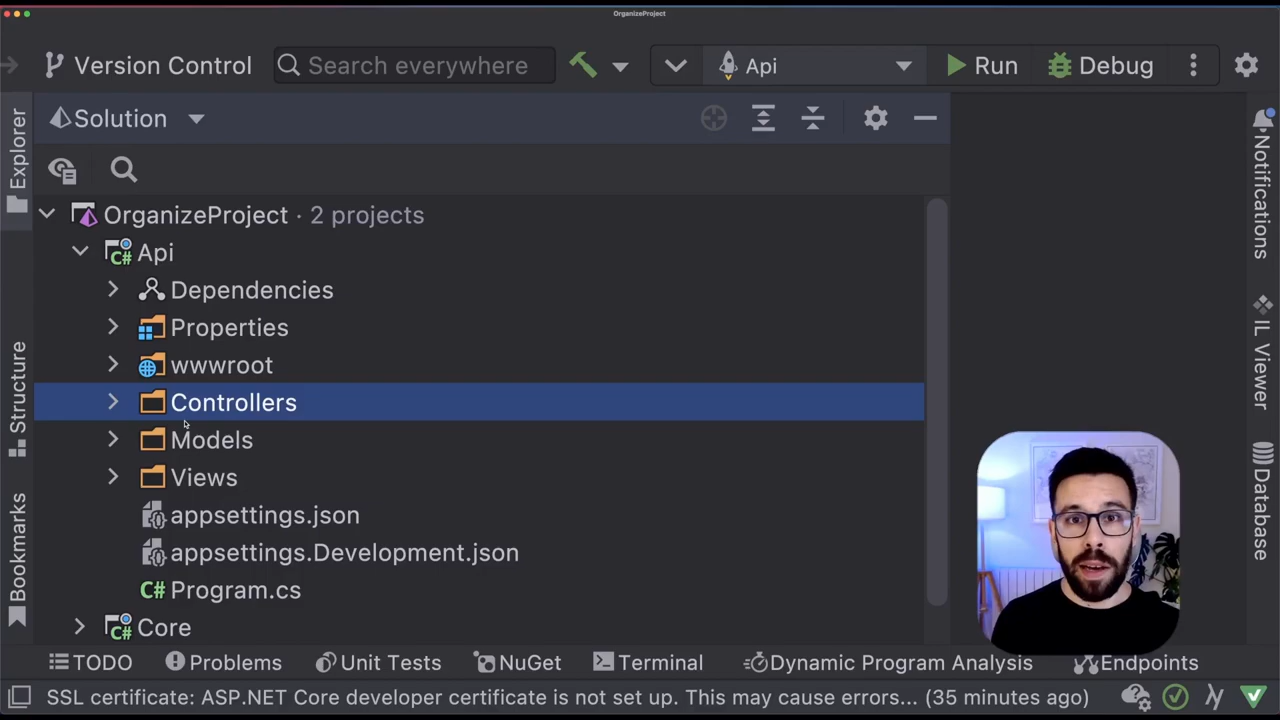 OrganizeProject
Version Control
Search everywhere
Api
Run
Debug
Explorer
Structure
Bookmarks
Solution
OrganizeProject · 2 projects
Api
Dependencies
Properties
wwwroot
Controllers
Models
Views
appsettings.json
appsettings.Development.json
C# Program.cs
Core
Notifications
IL Viewer
Database
TODO
Problems
Unit Tests
NuGet
Terminal
Dynamic Program Analysis
Endpoints
SSL certificate: ASP.NET Core developer certificate is not set up. This may cause errors... (35 minutes ago)